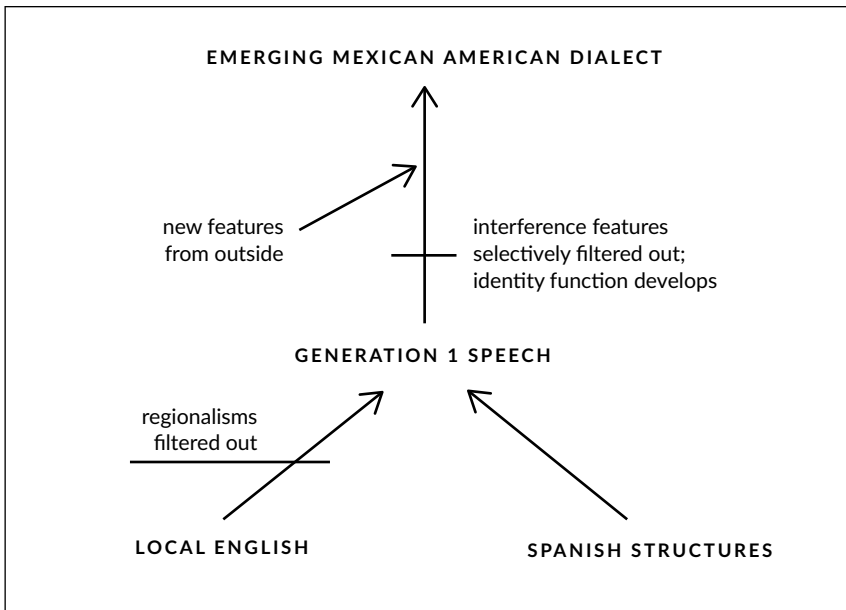 EMERGING MEXICAN AMERICAN DIALECT
new features
from outside
interference features
selectively filtered out;
identity function develops
GENERATION 1 SPEECH
regionalisms
filtered out
LOCAL ENGLISH
SPANISH STRUCTURES